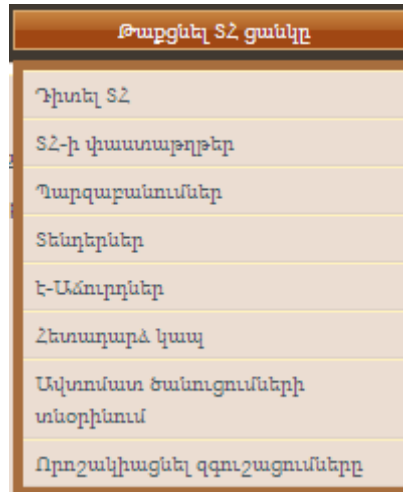 Թաքցնել ՏՀ ցանկը
Դիտել ՏՀ
ՏՀ-ի փաստաթղթեր
Պարզաբանումներ
Տենդերներ
է-Աճուրդներ
Հետադարձ կապ
Ավտոմատ ծանուցումների
տնօրինում
Որոշակիացնել զգուշացումները